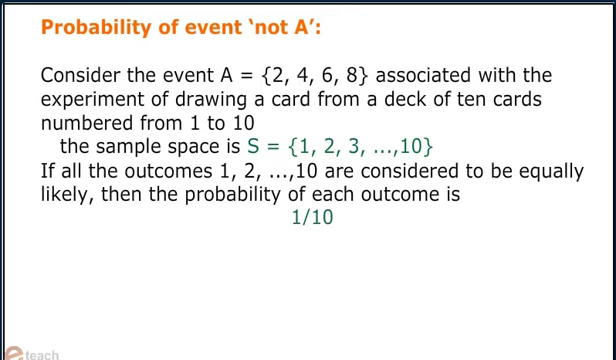 Probability of event ‘not A’:
Consider the event A = {2, 4, 6, 8} associated with the
experiment of drawing a card from a deck of ten cards
numbered from 1 to 10
the sample space is S = {1, 2, 3, ...,10}
If all the outcomes 1, 2, ...,10 are considered to be equally
likely, then the probability of each outcome is
1/10
e teach